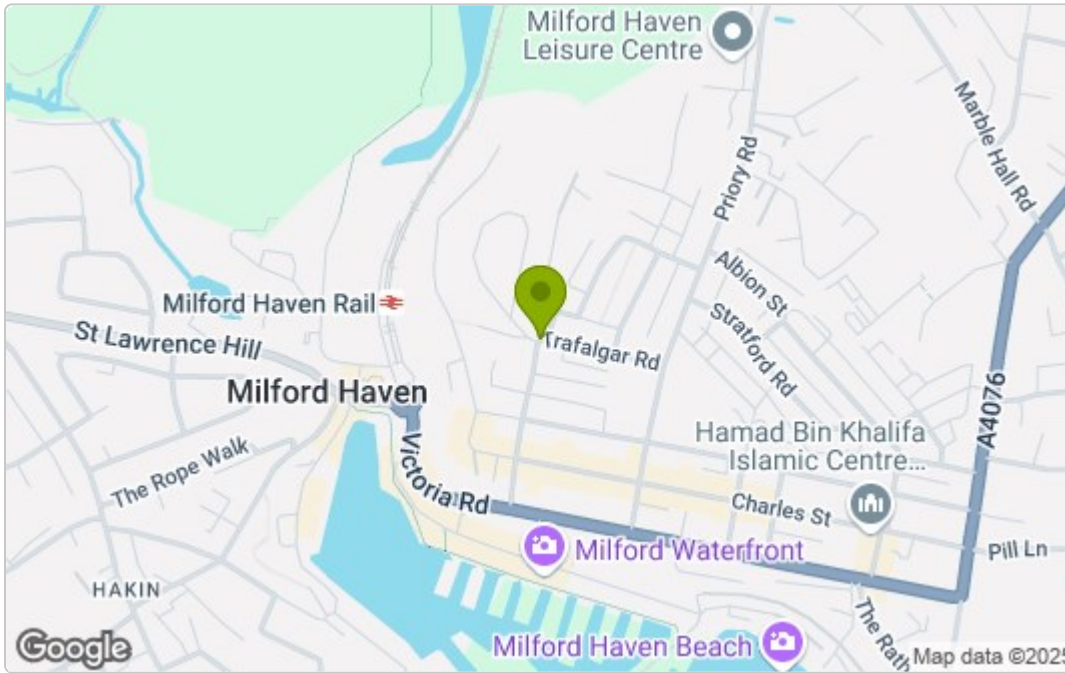 Milford Haven
Leisure Centre
Marble Hall Rd
Priory Rd
Albion St
Milford Haven Rail
Stratford Rd
St Lawrence Hill
Trafalgar Rd
Milford Haven
A4076
Hamad Bin Khalifa
Islamic Centre...
The Rope Walk
Victoria Rd
Charles St
Milford Waterfront
Pill Ln
HAKIN
The Rath
Milford Haven Beach
Google
Map data ©2025